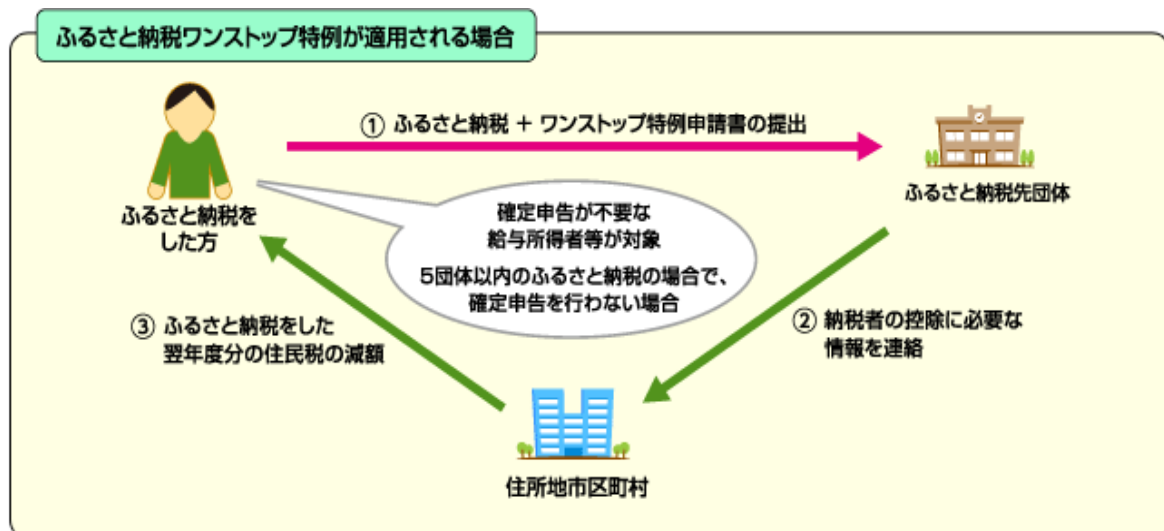 ふるさと納税ワンストップ特例が適用される場合
① ふるさと納税 + ワンストップ特例申請書の提出
ふるさと納税を
した方
ふるさと納税先団体
確定申告が不要な
給与所得者等が対象
5団体以内のふるさと納税の場合で、
確定申告を行わない場合
② 納税者の控除に必要な
情報を連絡
③ ふるさと納税をした
翌年度分の住民税の減額
住所地市区町村